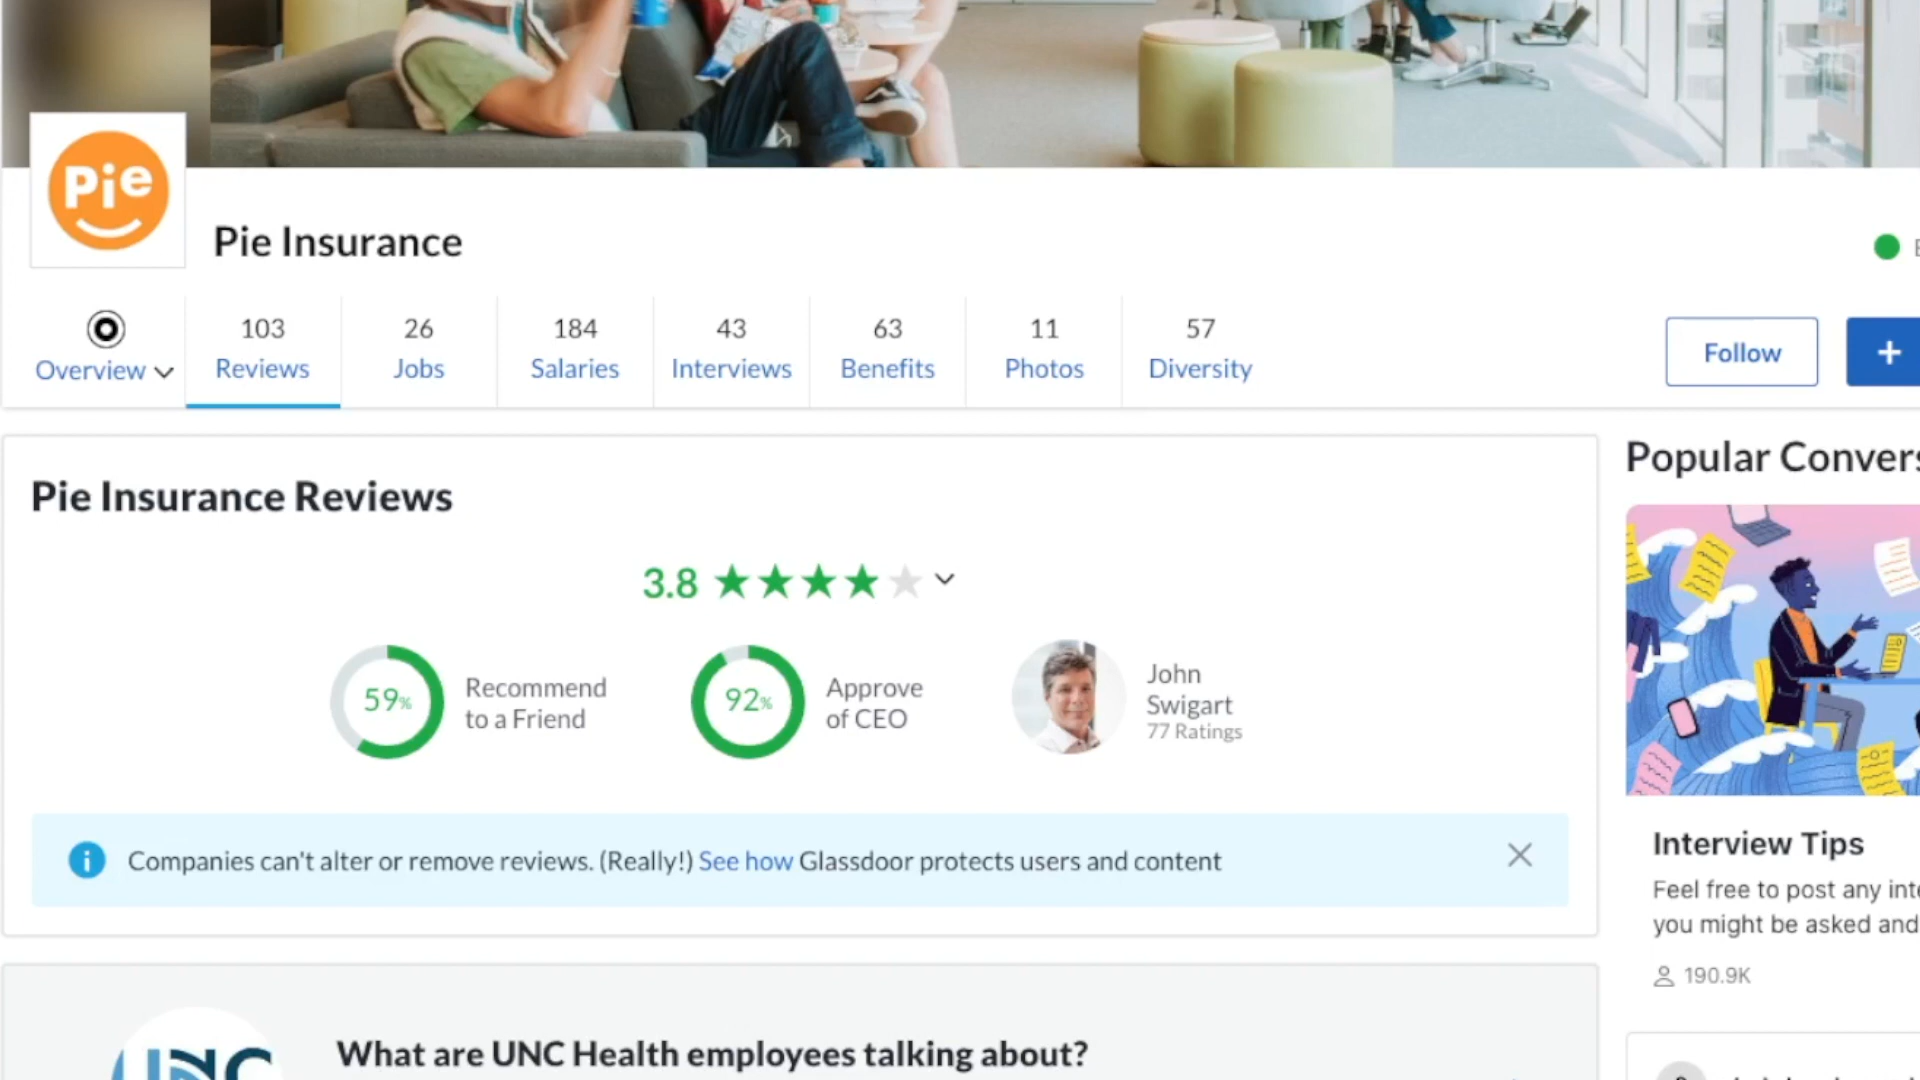 Pie
Pie Insurance
Overview
103
Reviews
26
Jobs
184
Salaries
43
Interviews
63
Benefits
11
Photos
57
Diversity
Follow
+
Pie Insurance Reviews
3.8
59%
Recommend
to a Friend
92%
Approve
of CEO
John
Swigart
77 Ratings
Companies can't alter or remove reviews. (Really!) See how Glassdoor protects users and content
Popular Convers
Interview Tips
Feel free to post any inte
you might be asked and
190.9K
UNC
What are UNC Health employees talking about?